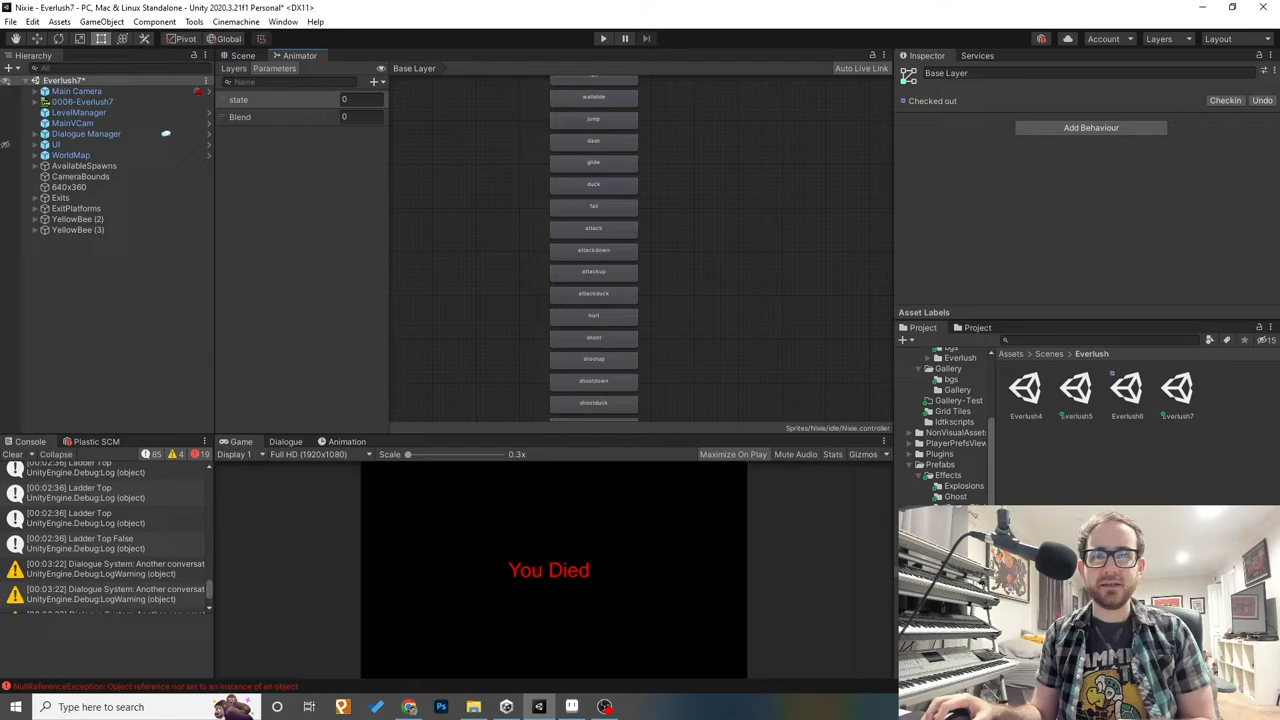 Nixie - Everlush7 - PC, Mac & Linux Standalone - Unity 2020.3.21f1 Personal* <DX11>
File Edit Assets GameObject Component Tools Cinemachine Window Help
Pivot Global Account Layers Layout
Hierarchy
All
Everlush7*
Main Camera
0006-Everlush7
LevelManager
MainVCam
Dialogue Manager
UI
WorldMap
AvailableSpawns
CameraBounds
640x360
Exits
ExitPlatforms
YellowBee (2)
YellowBee (3)
Scene Animator
Layers Parameters
Base Layer
Auto Live Link
Name
state 0
Blend 0
wallslide
jump
dash
glide
duck
fall
attack
attackdown
attackup
attackduck
hurt
shoot
shootup
shootdown
shootduck
Sprites/Nixie/idle/Nixie.controller
Inspector Services
Base Layer
Checked out Checkin Undo
Add Behaviour
Asset Labels
Project Project
15
Assets > Scenes > Everlush
bgs
Everlush
Gallery
bgs
Gallery
Gallery-Test
Grid Tiles
ldtkscripts
NonVisualAsset
PlayerPrefsView
Plugins
Prefabs
Effects
Explosions
Ghost
Everlush4 Everlush5 Everlush6 Everlush7
Console Plastic SCM
Clear Collapse 85 4 19
[00:02:36] Ladder Top
UnityEngine.Debug:Log (object)
[00:02:36] Ladder Top
UnityEngine.Debug:Log (object)
[00:02:36] Ladder Top
UnityEngine.Debug:Log (object)
[00:02:36] Ladder Top False
UnityEngine.Debug:Log (object)
[00:03:22] Dialogue System: Another conversat
UnityEngine.Debug:LogWarning (object)
[00:03:22] Dialogue System: Another conversat
UnityEngine.Debug:LogWarning (object)
Game Dialogue Animation
Display 1 Full HD (1920x1080) Scale 0.3x Maximize On Play Mute Audio Stats Gizmos
You Died
NullReferenceException: Object reference not set to an instance of an object
Type here to search